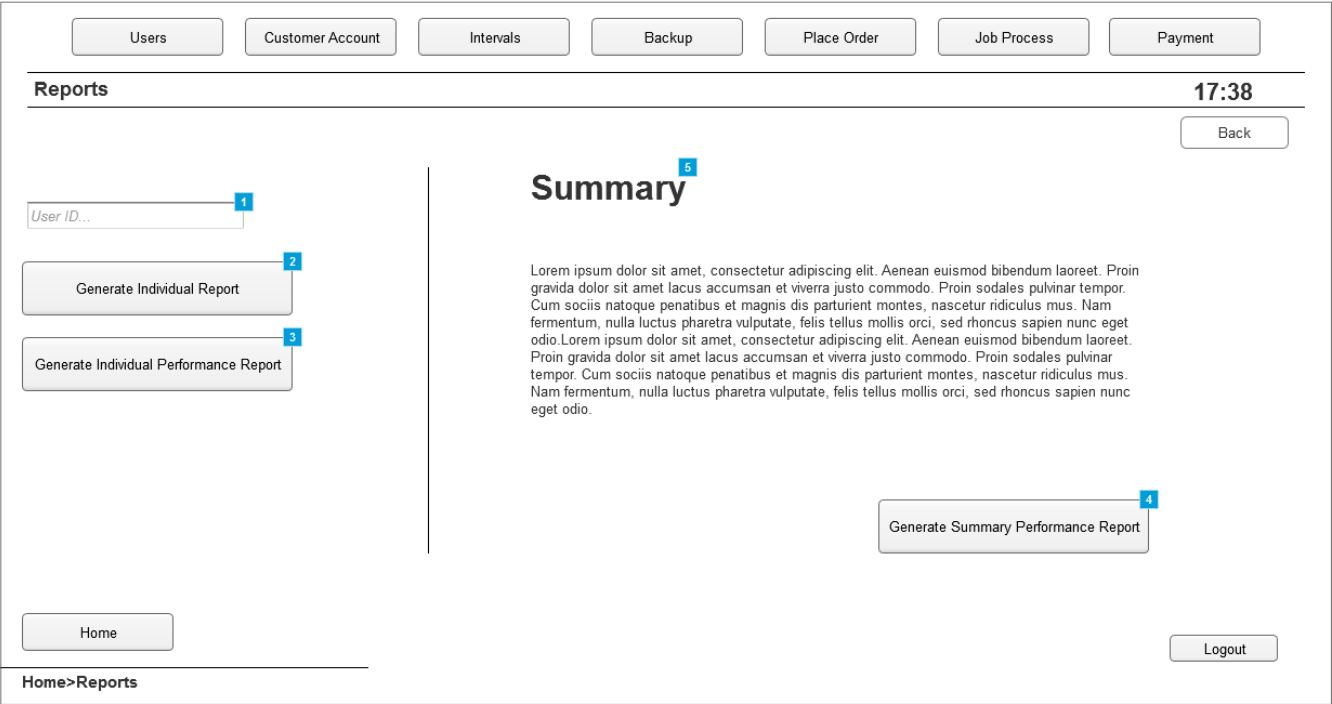 Users Customer Account Intervals Backup Place Order Job Process Payment
Reports 17:38
Back
5
Summary
1
User ID...
2
Generate Individual Report
3
Generate Individual Performance Report
Lorem ipsum dolor sit amet, consectetur adipiscing elit. Aenean euismod bibendum laoreet. Proin
gravida dolor sit amet lacus accumsan et viverra justo commodo. Proin sodales pulvinar tempor.
Cum sociis natoque penatibus et magnis dis parturient montes, nascetur ridiculus mus. Nam
fermentum, nulla luctus pharetra vulputate, felis tellus mollis orci, sed rhoncus sapien nunc eget
odio.Lorem ipsum dolor sit amet, consectetur adipiscing elit. Aenean euismod bibendum laoreet.
Proin gravida dolor sit amet lacus accumsan et viverra justo commodo. Proin sodales pulvinar
tempor. Cum sociis natoque penatibus et magnis dis parturient montes, nascetur ridiculus mus.
Nam fermentum, nulla luctus pharetra vulputate, felis tellus mollis orci, sed rhoncus sapien nunc
eget odio.
4
Generate Summary Performance Report
Home
Logout
Home>Reports